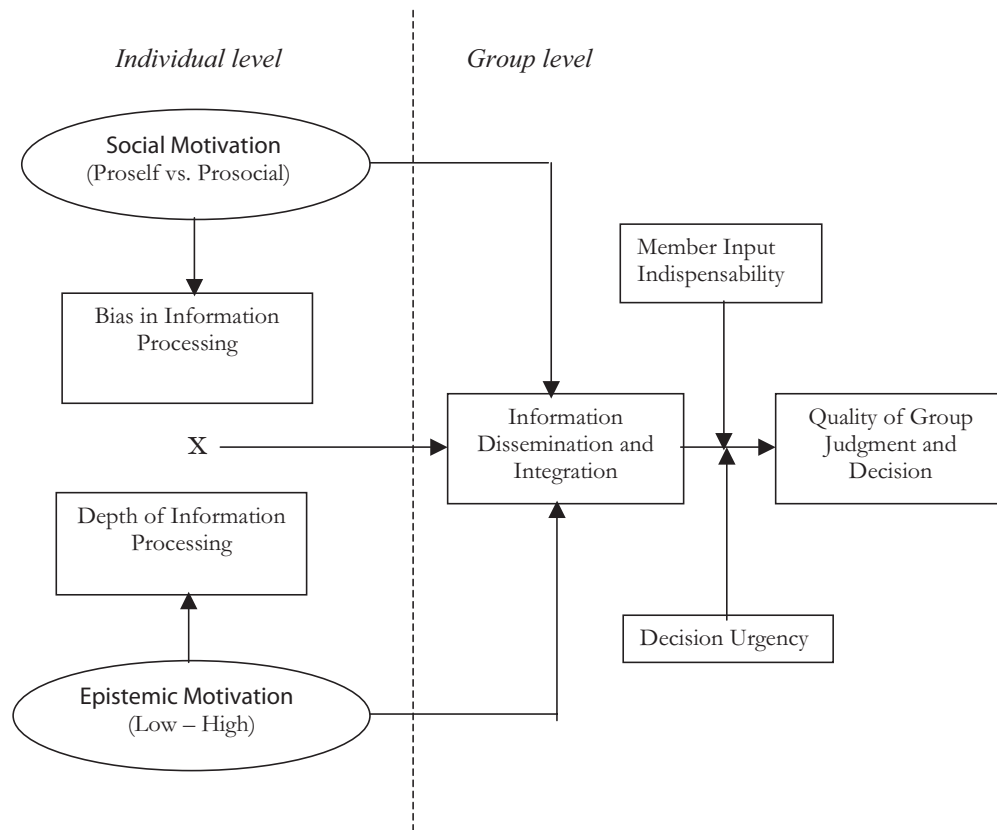 Individual level
Group level
Social Motivation
(Proself vs. Prosocial)
Member Input
Indispensability
Bias in Information
Processing
Information
Dissemination and
Integration
Quality of Group
Judgment and
Decision
X
Depth of Information
Processing
Decision Urgency
Epistemic Motivation
(Low – High)